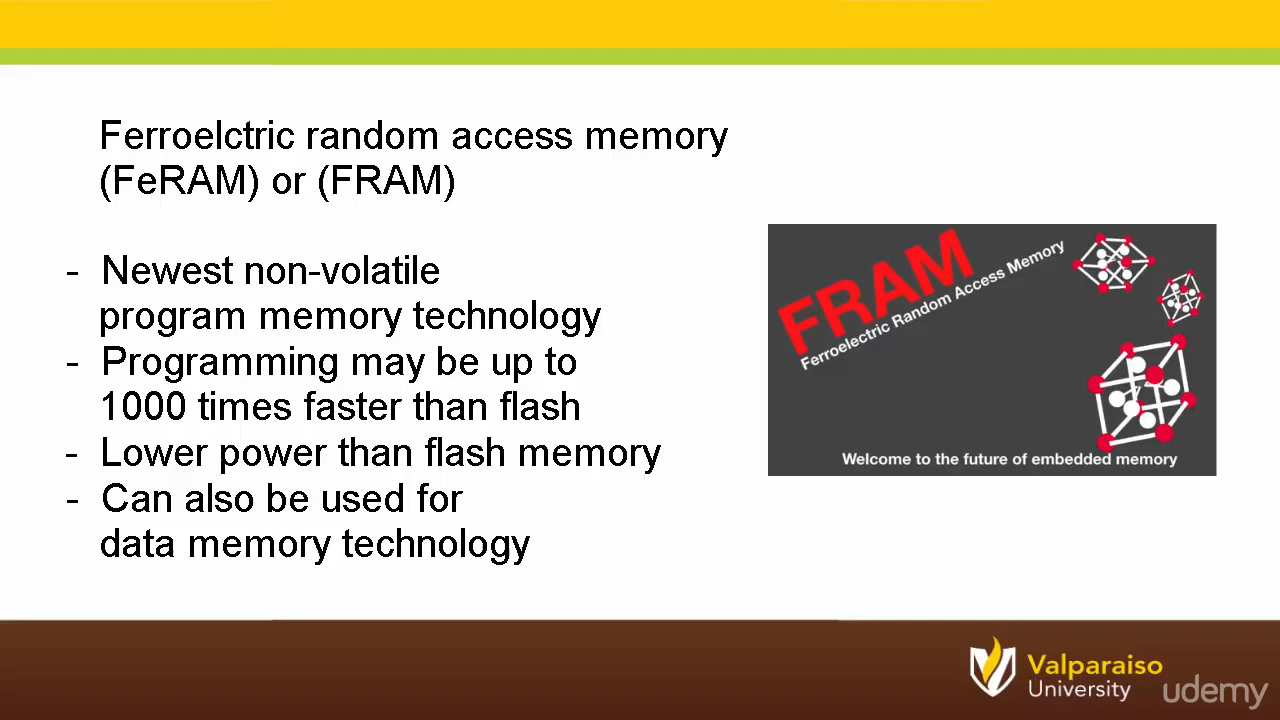 Ferroelctric random access memory
(FeRAM) or (FRAM)
- Newest non-volatile
program memory technology
- Programming may be up to
1000 times faster than flash
- Lower power than flash memory
- Can also be used for
data memory technology
FRAM
Ferroelectric Random Access Memory
Welcome to the future of embedded memory
Valparaiso
University
udemy